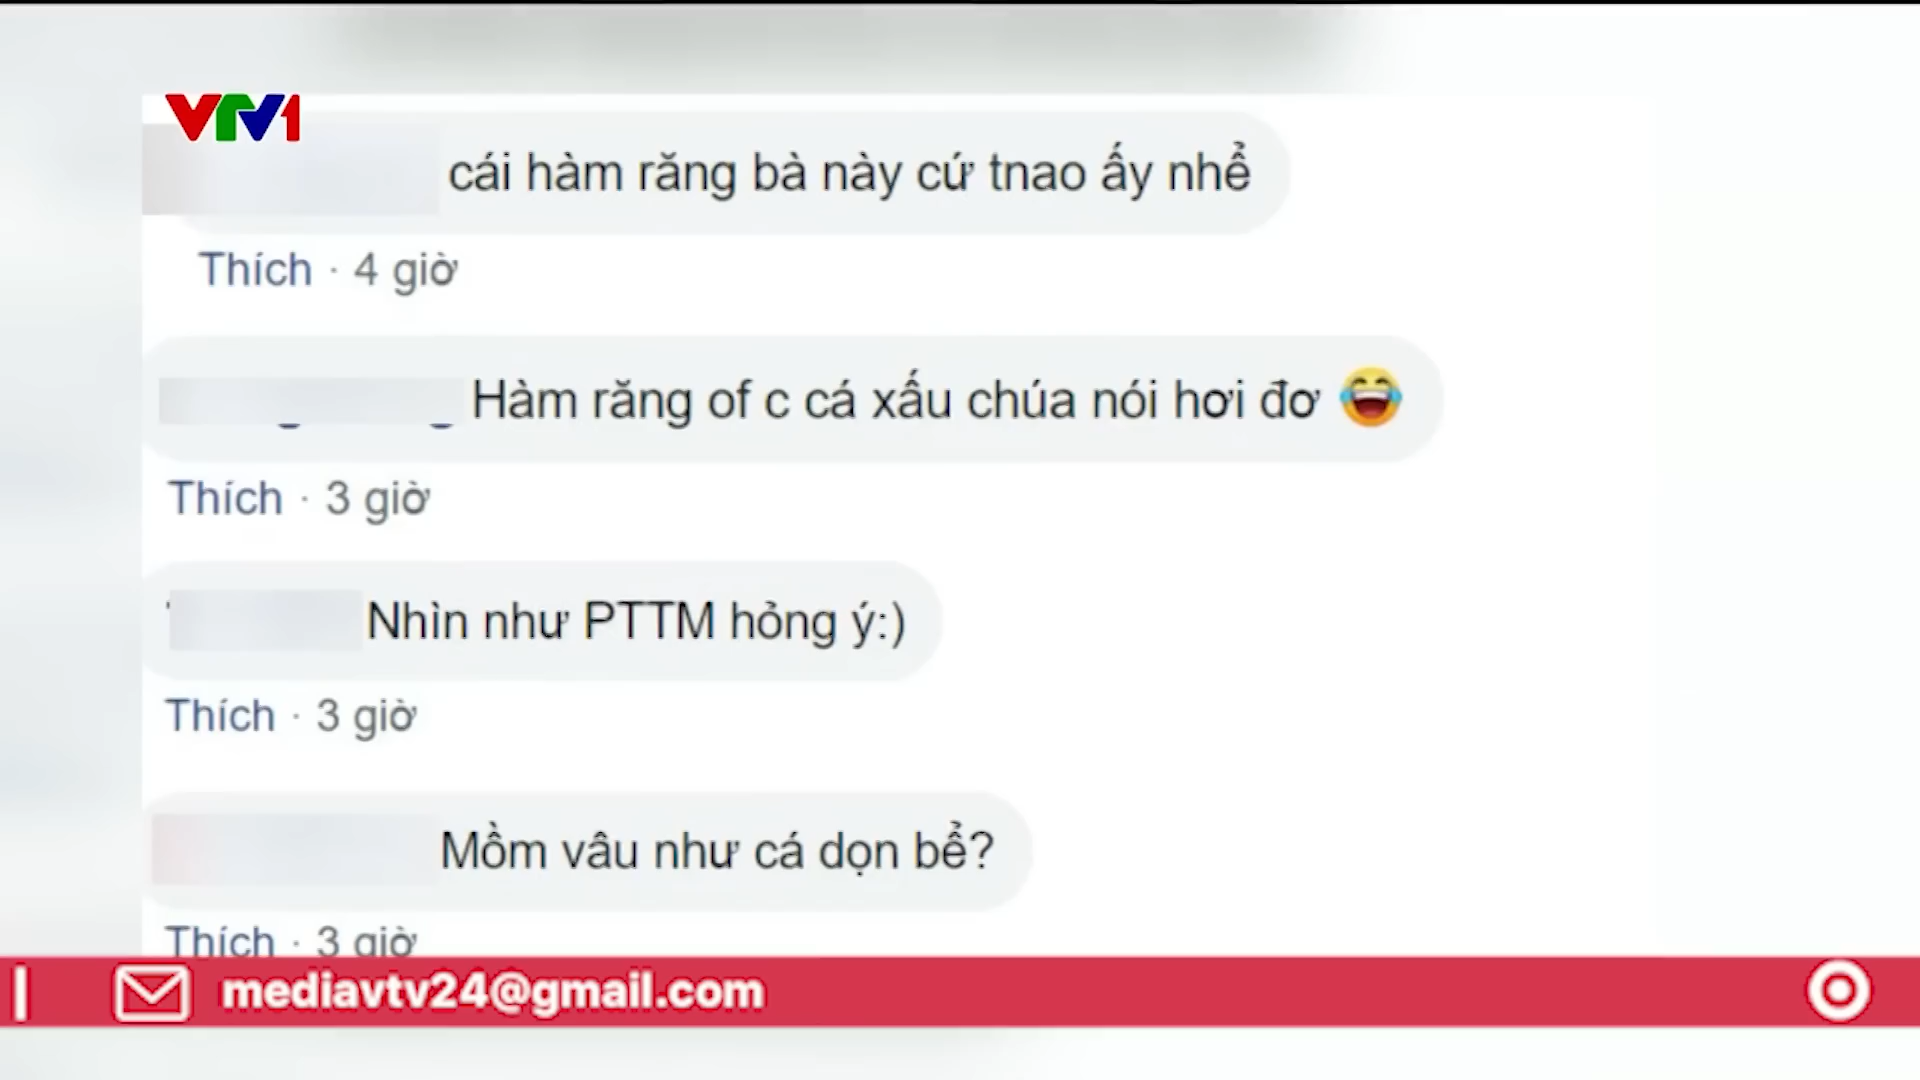 VTV1
cái hàm răng bà này cứ tnao ấy nhể
Thích · 4 giờ
Hàm răng of c cá xấu chúa nói hơi đơ 😂
Thích · 3 giờ
Nhìn như PTTM hỏng ý:)
Thích · 3 giờ
Mồm vâu như cá dọn bể?
Thích · 3 giờ
mediavtv24@gmail.com